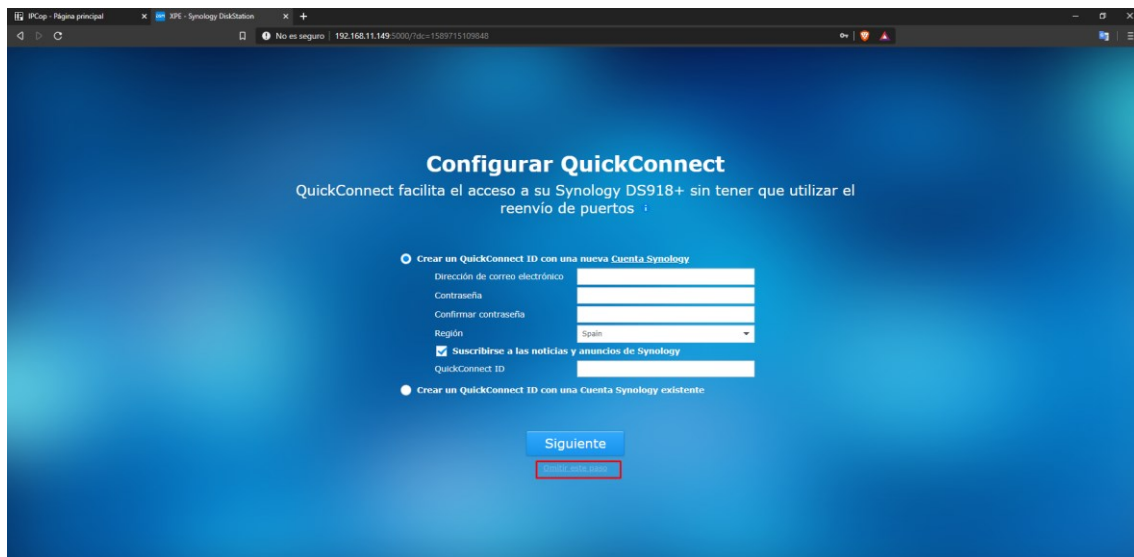 IPCop - Página principal
XPE - Synology DiskStation
No es seguro | 192.168.11.149:5000/?dc=1589715109848
Configurar QuickConnect
QuickConnect facilita el acceso a su Synology DS918+ sin tener que utilizar el
reenvío de puertos
Crear un QuickConnect ID con una nueva Cuenta Synology
Dirección de correo electrónico
Contraseña
Confirmar contraseña
Región
Spain
Suscribirse a las noticias y anuncios de Synology
QuickConnect ID
Crear un QuickConnect ID con una Cuenta Synology existente
Siguiente
Omitir este paso